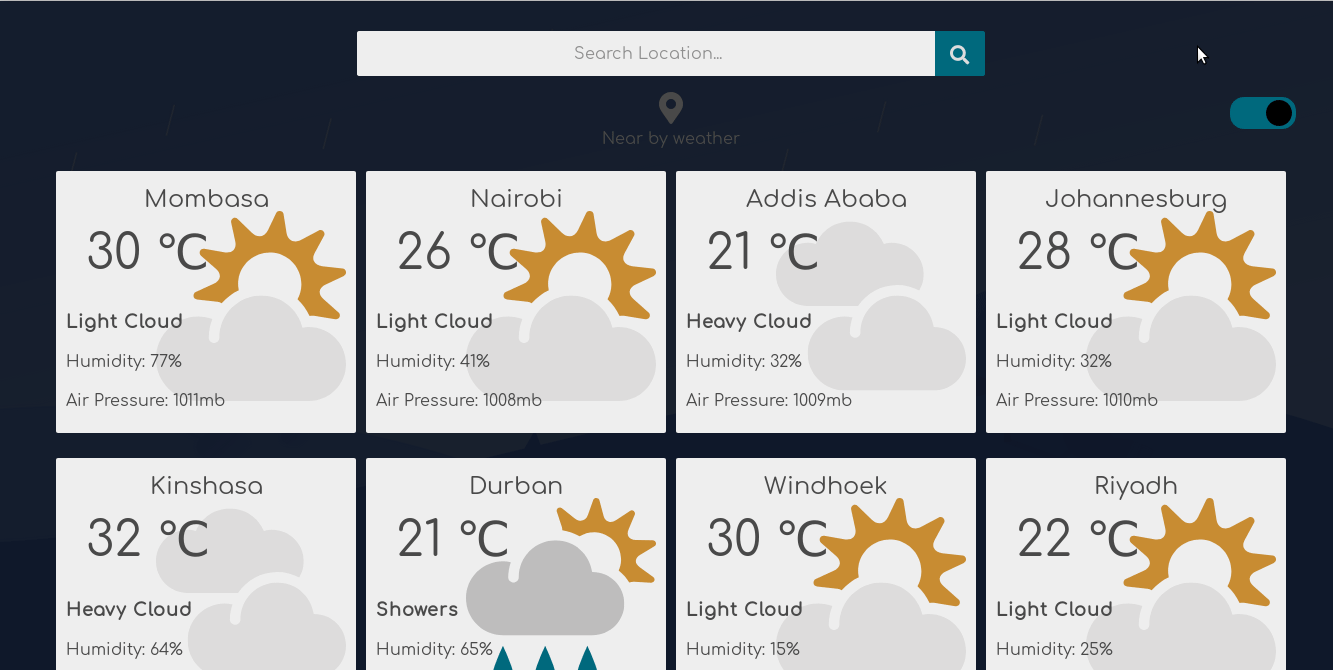 Search Location...
Near by weather
Mombasa
30 °C
Light Cloud
Humidity: 77%
Air Pressure: 1011mb
Nairobi
26 °C
Light Cloud
Humidity: 41%
Air Pressure: 1008mb
Addis Ababa
21 °C
Heavy Cloud
Humidity: 32%
Air Pressure: 1009mb
Johannesburg
28 °C
Light Cloud
Humidity: 32%
Air Pressure: 1010mb
Kinshasa
32 °C
Heavy Cloud
Humidity: 64%
Durban
21 °C
Showers
Humidity: 65%
Windhoek
30 °C
Light Cloud
Humidity: 15%
Riyadh
22 °C
Light Cloud
Humidity: 25%